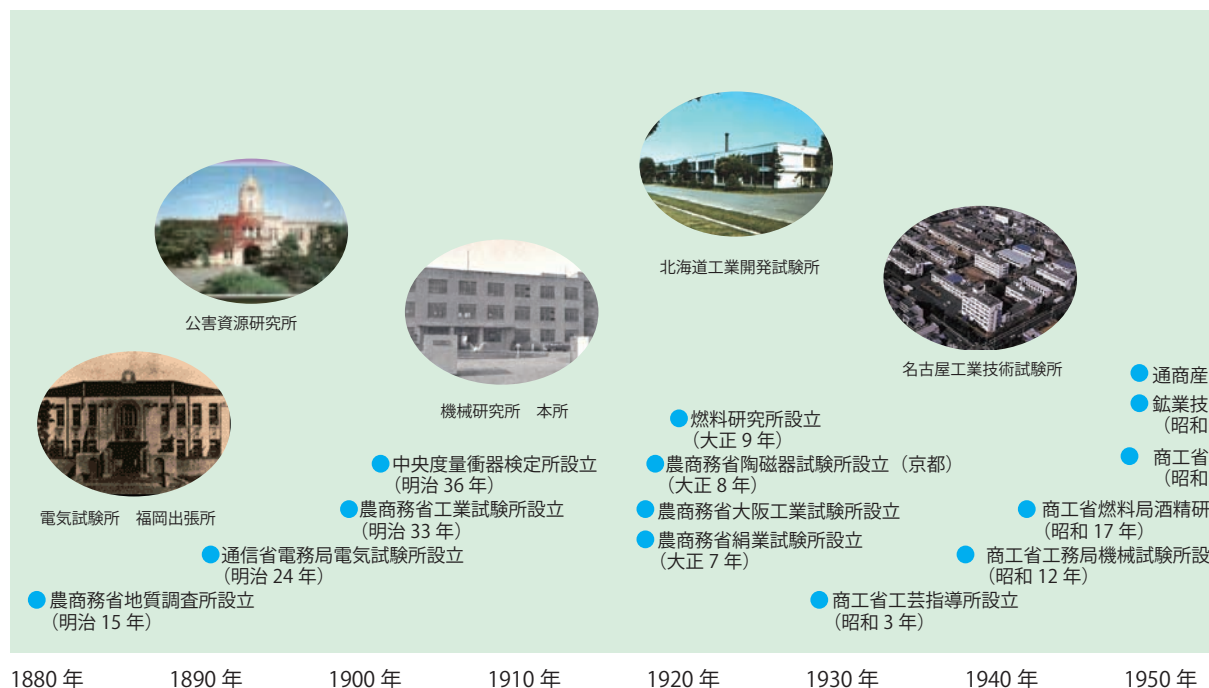 北海道工業開発試験所
公害資源研究所
名古屋工業技術試験所
機械研究所　本所
電気試験所　福岡出張所
通商産
鉱業技
（昭和
商工省
（昭和
燃料研究所設立
（大正 9 年）
中央度量衡器検定所設立
（明治 36 年）
農商務省陶磁器試験所設立（京都）
（大正 8 年）
農商務省工業試験所設立
（明治 33 年）
農商務省大阪工業試験所設立
商工省燃料局酒精研
（昭和 17 年）
農商務省絹業試験所設立
（大正 7 年）
通信省電務局電気試験所設立
（明治 24 年）
商工省工務局機械試験所設
（昭和 12 年）
農商務省地質調査所設立
（明治 15 年）
商工省工芸指導所設立
（昭和 3 年）
1880 年
1890 年
1900 年
1910 年
1920 年
1930 年
1940 年
1950 年